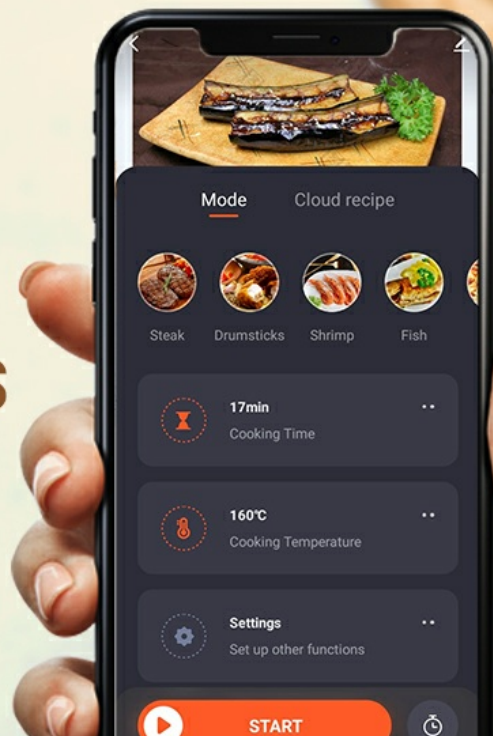 s
Mode
Cloud recipe
Steak
Drumsticks
Shrimp
Fish
17min
Cooking Time
160℃
Cooking Temperature
Settings
Set up other functions
START